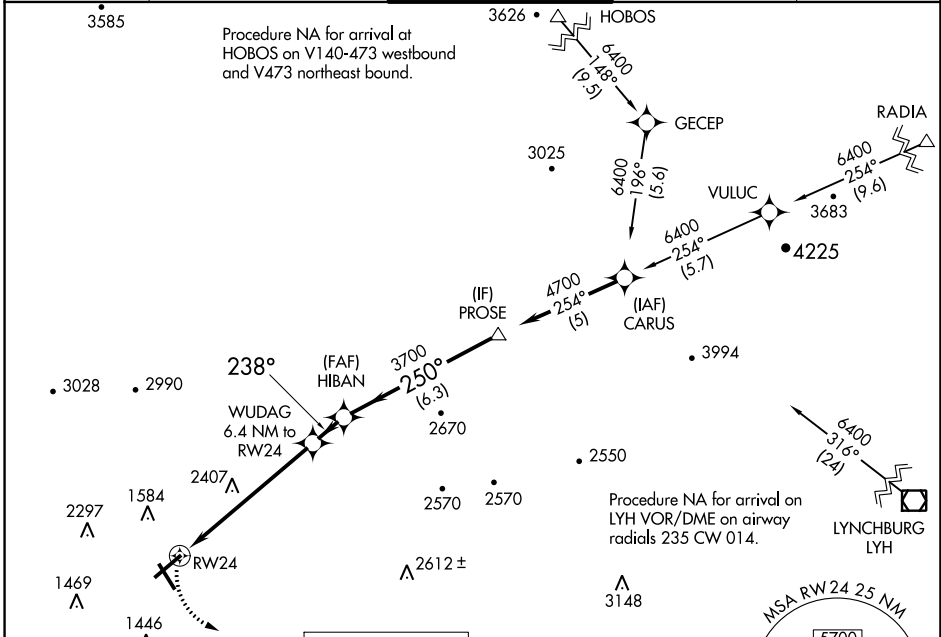 3585
Procedure NA for arrival at
HOBOS on V140-473 westbound
and V473 northeast bound.
3626
HOBOS
6400
148°
(9.5)
GECEP
RADIA
3025
6400
196°
(5.6)
6400
254°
(9.6)
VULUC
3683
6400
254°
(5.7)
4225
(IF)
PROSE
4700
254°
(5)
(IAF)
CARUS
238°
(FAF)
HIBAN
3700
250°
(6.3)
3994
3028
2990
WUDAG
6.4 NM to
RW24
2670
6400
316°
(24)
2407
2550
2297
1584
2570
2570
Procedure NA for arrival on
LYH VOR/DME on airway
radials 235 CW 014.
LYNCHBURG
LYH
RW24
2612 ±
1469
3148
MSA RW24 25 NM
1446
5700